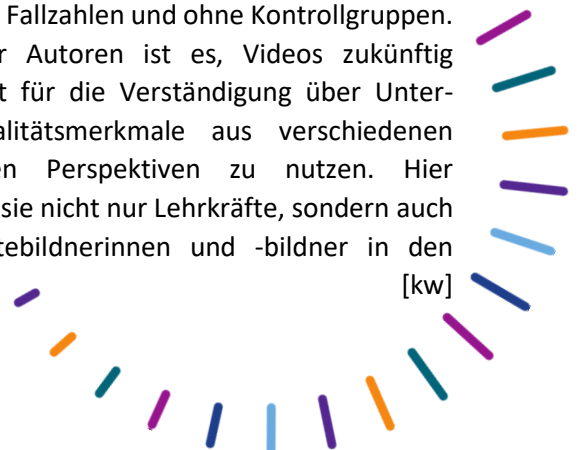 Fallzahlen und ohne Kontrollgruppen.
r Autoren ist es, Videos zukünftig
t für die Verständigung über Unter-
alitätsmerkmale aus verschiedenen
en Perspektiven zu nutzen. Hier
sie nicht nur Lehrkräfte, sondern auch
tebildnerinnen und -bildner in den
[kw]